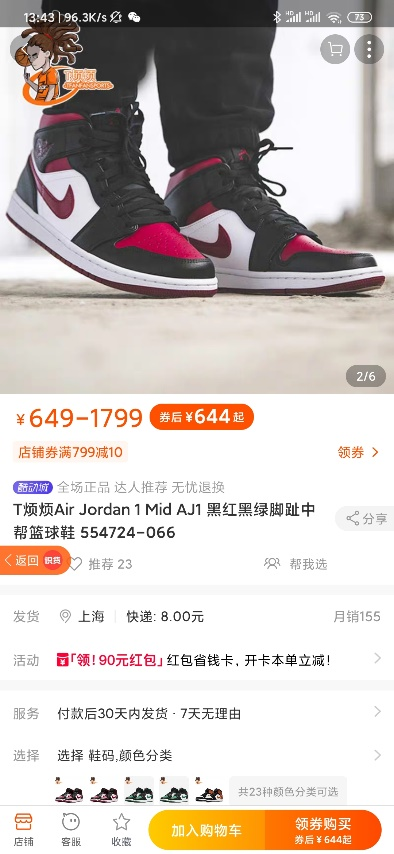 13:43 | 96.3K/s
HD HD 73
T烦烦
TFANFANSPORTS
2/6
¥649-1799 券后¥644起
店铺券满799减10 领券
酷动城 全场正品 达人推荐 无忧退换
T烦烦Air Jordan 1 Mid AJ1 黑红黑绿脚趾中
帮篮球鞋 554724-066
分享
返回
推荐 23 帮我选
发货 上海 快递: 8.00元 月销155
活动 「领!90元红包」红包省钱卡，开卡本单立减!
服务 付款后30天内发货 · 7天无理由
选择 选择 鞋码,颜色分类
共23种颜色分类可选
店铺 客服 收藏 加入购物车 领券购买
券后¥644起